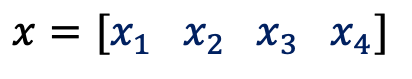 x = [x₁ x₂ x₃ x₄]